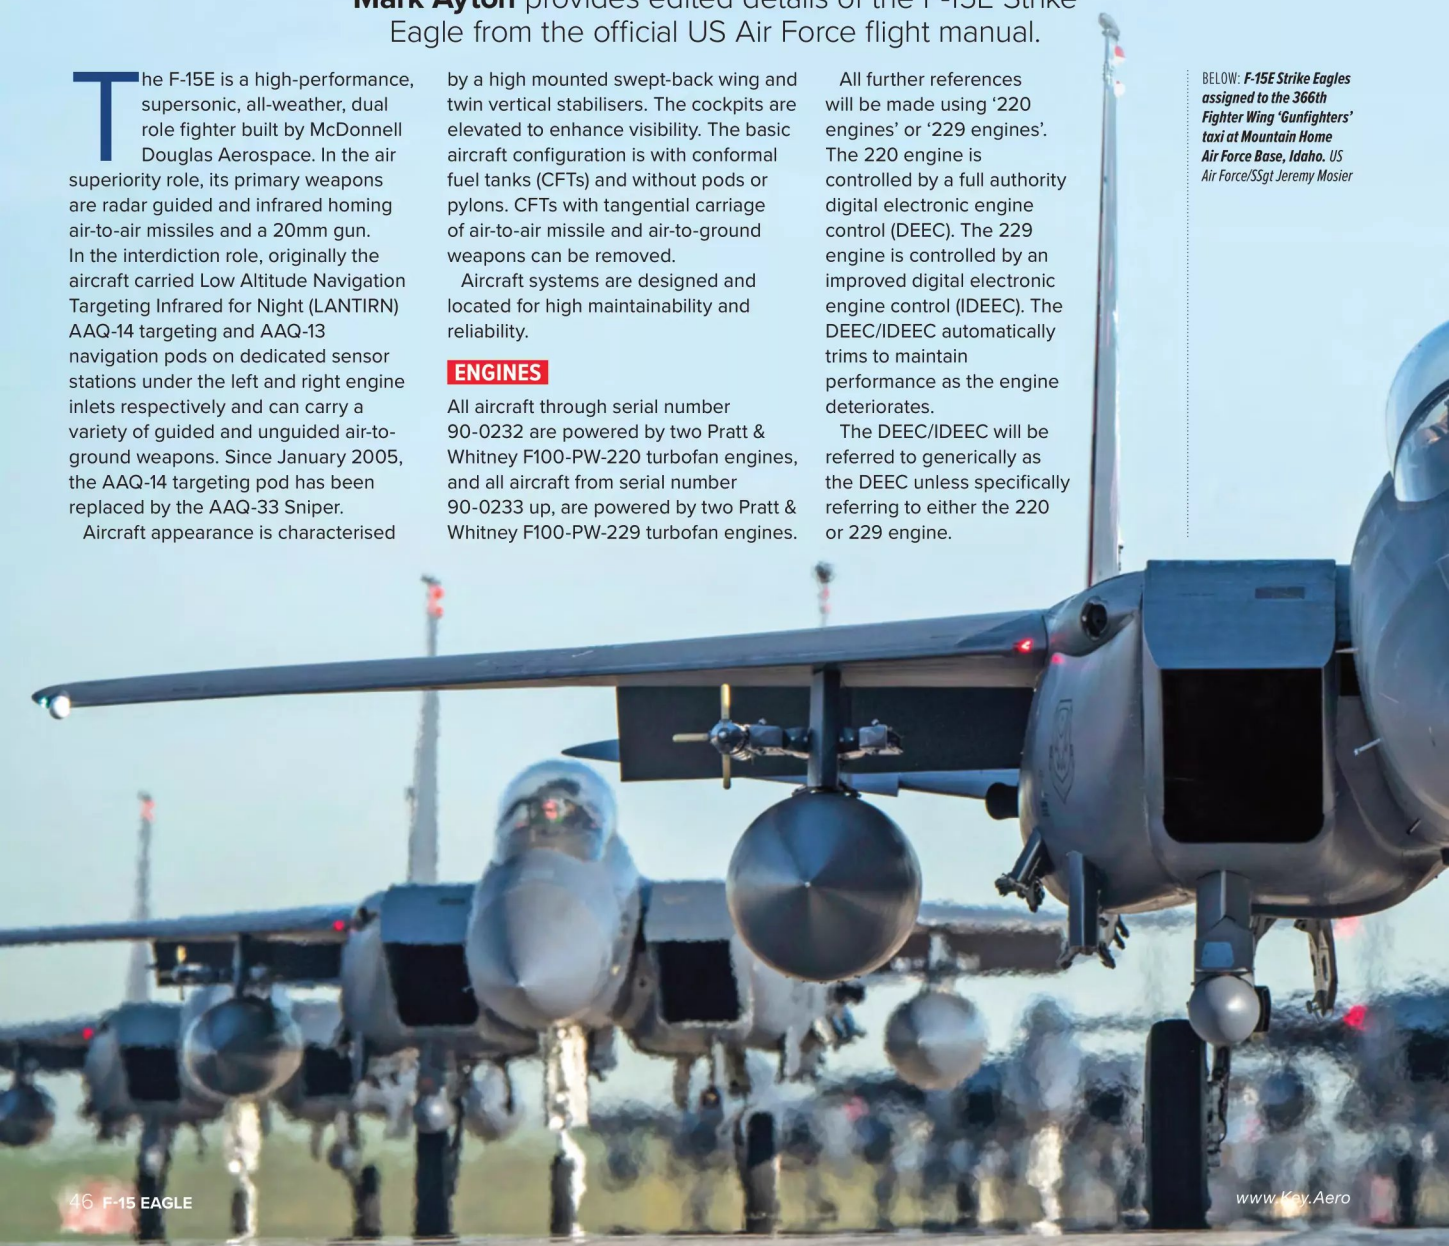 Mark Ayton provides edited details of the F-15E Strike
Eagle from the official US Air Force flight manual.
The F-15E is a high-performance,
supersonic, all-weather, dual
role fighter built by McDonnell
Douglas Aerospace. In the air
superiority role, its primary weapons
are radar guided and infrared homing
air-to-air missiles and a 20mm gun.
In the interdiction role, originally the
aircraft carried Low Altitude Navigation
Targeting Infrared for Night (LANTIRN)
AAQ-14 targeting and AAQ-13
navigation pods on dedicated sensor
stations under the left and right engine
inlets respectively and can carry a
variety of guided and unguided air-to-
ground weapons. Since January 2005,
the AAQ-14 targeting pod has been
replaced by the AAQ-33 Sniper.
Aircraft appearance is characterised
by a high mounted swept-back wing and
twin vertical stabilisers. The cockpits are
elevated to enhance visibility. The basic
aircraft configuration is with conformal
fuel tanks (CFTs) and without pods or
pylons. CFTs with tangential carriage
of air-to-air missile and air-to-ground
weapons can be removed.
Aircraft systems are designed and
located for high maintainability and
reliability.
ENGINES
All aircraft through serial number
90-0232 are powered by two Pratt &
Whitney F100-PW-220 turbofan engines,
and all aircraft from serial number
90-0233 up, are powered by two Pratt &
Whitney F100-PW-229 turbofan engines.
All further references
will be made using ‘220
engines’ or ‘229 engines’.
The 220 engine is
controlled by a full authority
digital electronic engine
control (DEEC). The 229
engine is controlled by an
improved digital electronic
engine control (IDEEC). The
DEEC/IDEEC automatically
trims to maintain
performance as the engine
deteriorates.
The DEEC/IDEEC will be
referred to generically as
the DEEC unless specifically
referring to either the 220
or 229 engine.
BELOW: F-15E Strike Eagles
assigned to the 366th
Fighter Wing ‘Gunfighters’
taxi at Mountain Home
Air Force Base, Idaho. US
Air Force/SSgt Jeremy Mosier
46 F-15 EAGLE
www.Key.Aero